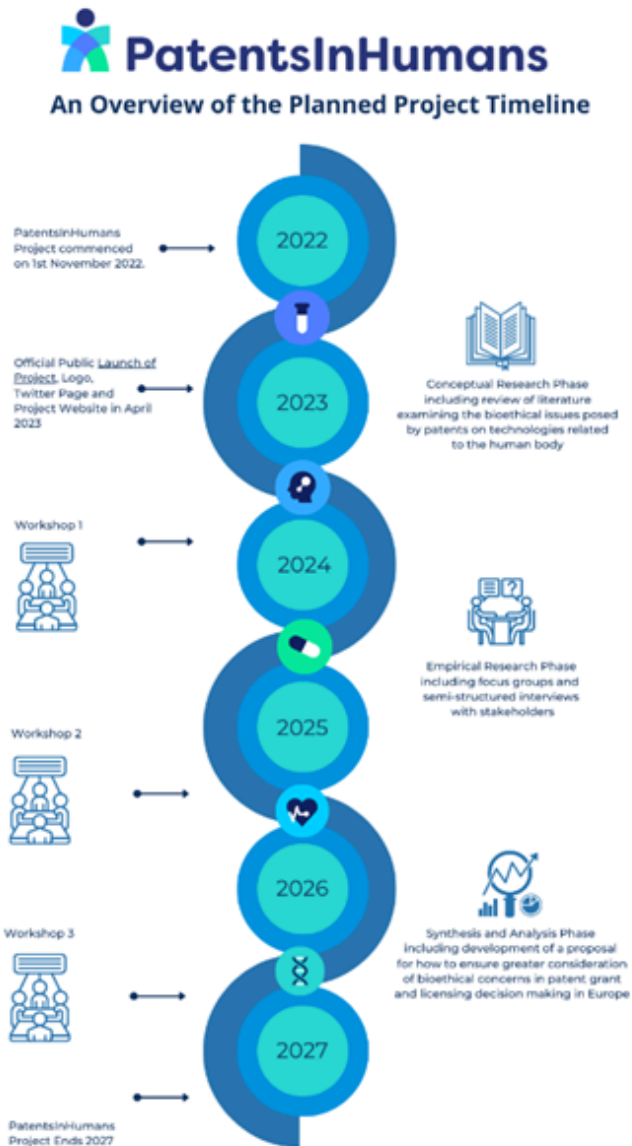 PatentsInHumans
An Overview of the Planned Project Timeline
2022
PatentsInHumans
Project commenced
on 1st November 2022.
2023
Official Public Launch of
Project, Logo,
Twitter Page and
Project Website in April
2023
Conceptual Research Phase
including review of literature
examining the bioethical issues posed
by patents on technologies related
to the human body
2024
Workshop 1
?
Empirical Research Phase
including focus groups and
semi-structured interviews
with stakeholders
2025
Workshop 2
2026
Workshop 3
Synthesis and Analysis Phase
including development of a proposal
for how to ensure greater consideration
of bioethical concerns in patent grant
and licensing decision making in Europe
2027
PatentsInHumans
Project Ends 2027